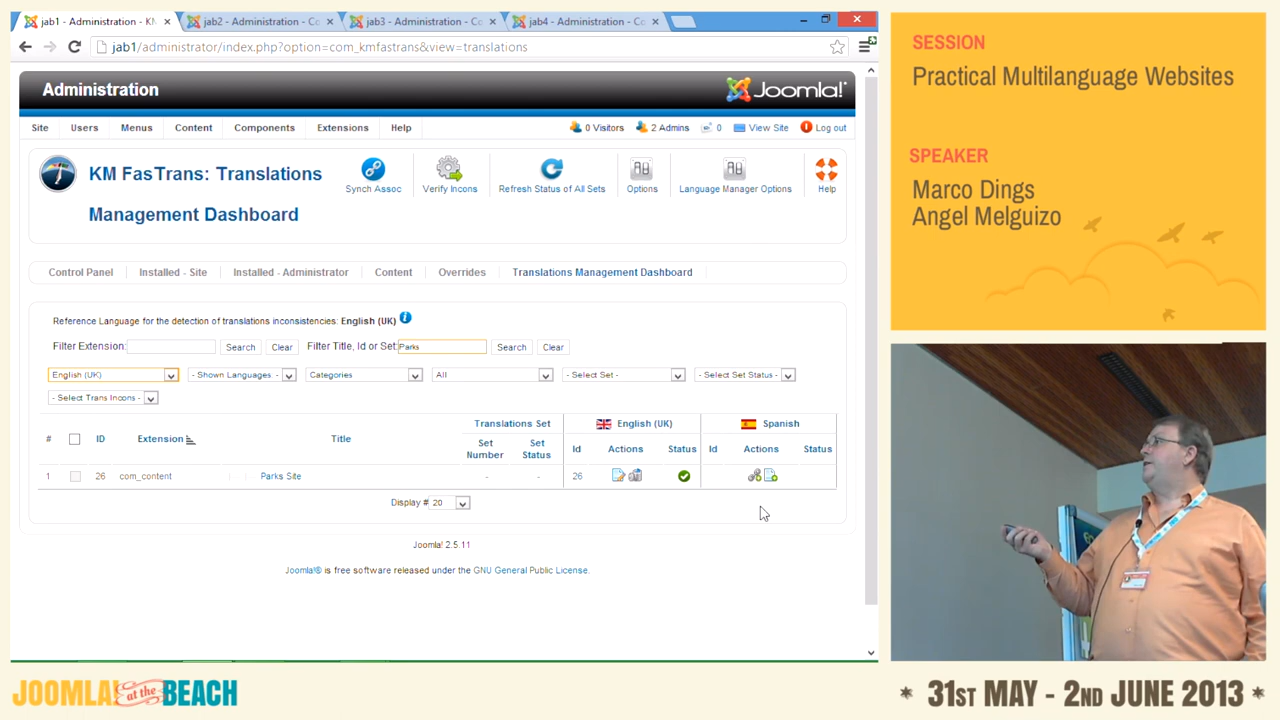 jab1 - Administration - KM
jab2 - Administration - Co
jab3 - Administration - Co
jab4 - Administration - Co
jab1/administrator/index.php?option=com_kmfastrans&view=translations
Administration
Joomla!
Site Users Menus Content Components Extensions Help
0 Visitors 2 Admins 0 View Site Log out
KM FasTrans: Translations
Management Dashboard
Synch Assoc
Verify Incons
Refresh Status of All Sets
Options
Language Manager Options
Help
Control Panel Installed - Site Installed - Administrator Content Overrides Translations Management Dashboard
Reference Language for the detection of translations inconsistencies: English (UK)
Filter Extension: Search Clear Filter Title, Id or Set: Parks Search Clear
English (UK) - Shown Languages - Categories All - Select Set - - Select Set Status -
- Select Trans Incons -
Translations Set English (UK) Spanish
# ID Extension Title Set Number Set Status Id Actions Status Id Actions Status
1 26 com_content Parks Site - - 26
Display # 20
Joomla! 2.5.11
Joomla!® is free software released under the GNU General Public License.
SESSION
Practical Multilanguage Websites
SPEAKER
Marco Dings
Angel Melguizo
JOOMLA! at the BEACH
* 31ST MAY - 2ND JUNE 2013 *